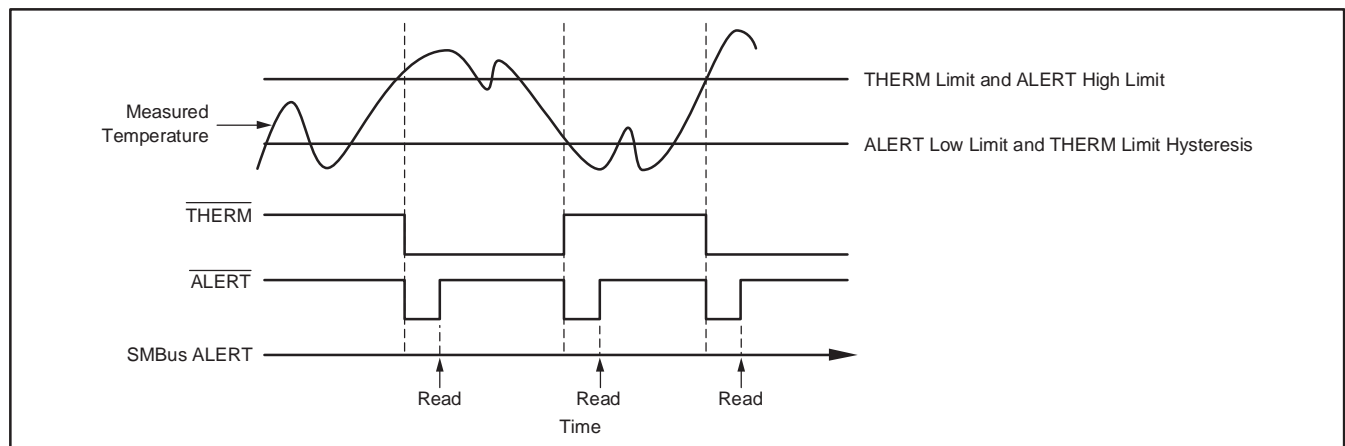 THERM Limit and ALERT High Limit
Measured
Temperature
ALERT Low Limit and THERM Limit Hysteresis
THERM
ALERT
SMBus ALERT
Read
Read
Read
Time